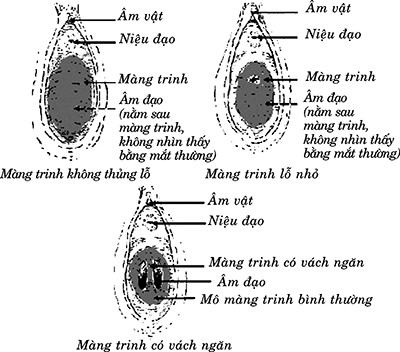 Âm vật
Niệu đạo
Màng trinh
Âm đạo
(nằm sau
màng trinh,
không nhìn thấy
bằng mắt thường)
Màng trinh không thủng lỗ
Âm vật
Niệu đạo
Màng trinh
Âm đạo
(nằm sau
màng trinh,
không nhìn thấy
bằng mắt thường)
Màng trinh lỗ nhỏ
Âm vật
Niệu đạo
Màng trinh có vách ngăn
Âm đạo
Mô màng trinh bình thường
Màng trinh có vách ngăn